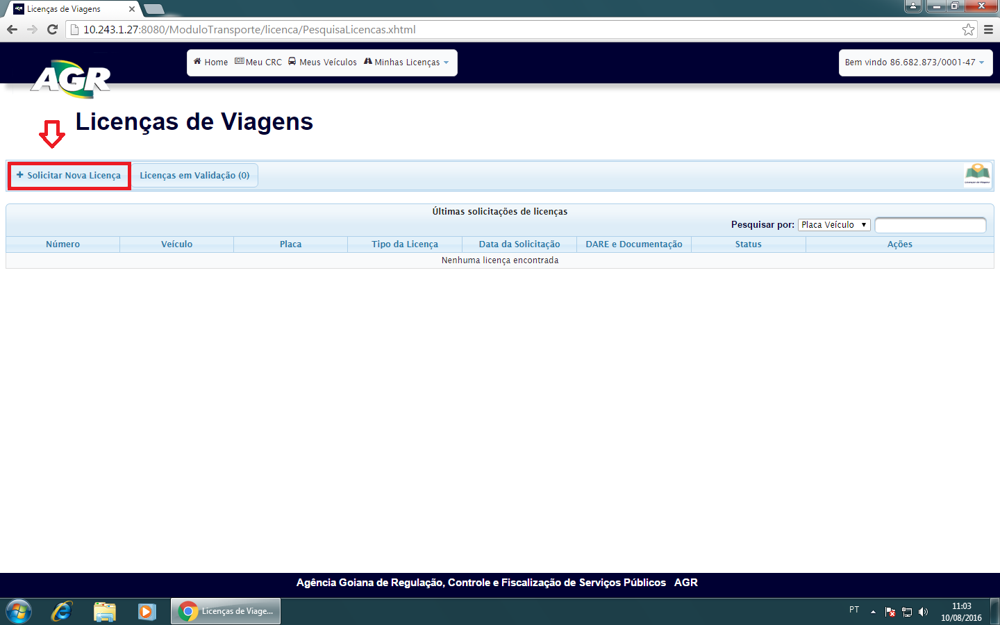 Licenças de Viagens
10.243.1.27:8080/ModuloTransporte/licenca/PesquisaLicencas.xhtml
AGR
Home Meu CRC Meus Veículos Minhas Licenças
Bem vindo 86.682.873/0001-47
Licenças de Viagens
+ Solicitar Nova Licença Licenças em Validação (0)
Últimas solicitações de licenças
Pesquisar por: Placa Veículo
Número Veículo Placa Tipo da Licença Data da Solicitação DARE e Documentação Status Ações
Nenhuma licença encontrada
Agência Goiana de Regulação, Controle e Fiscalização de Serviços Públicos AGR
Licenças de Viage...
PT
11:03
10/08/2016